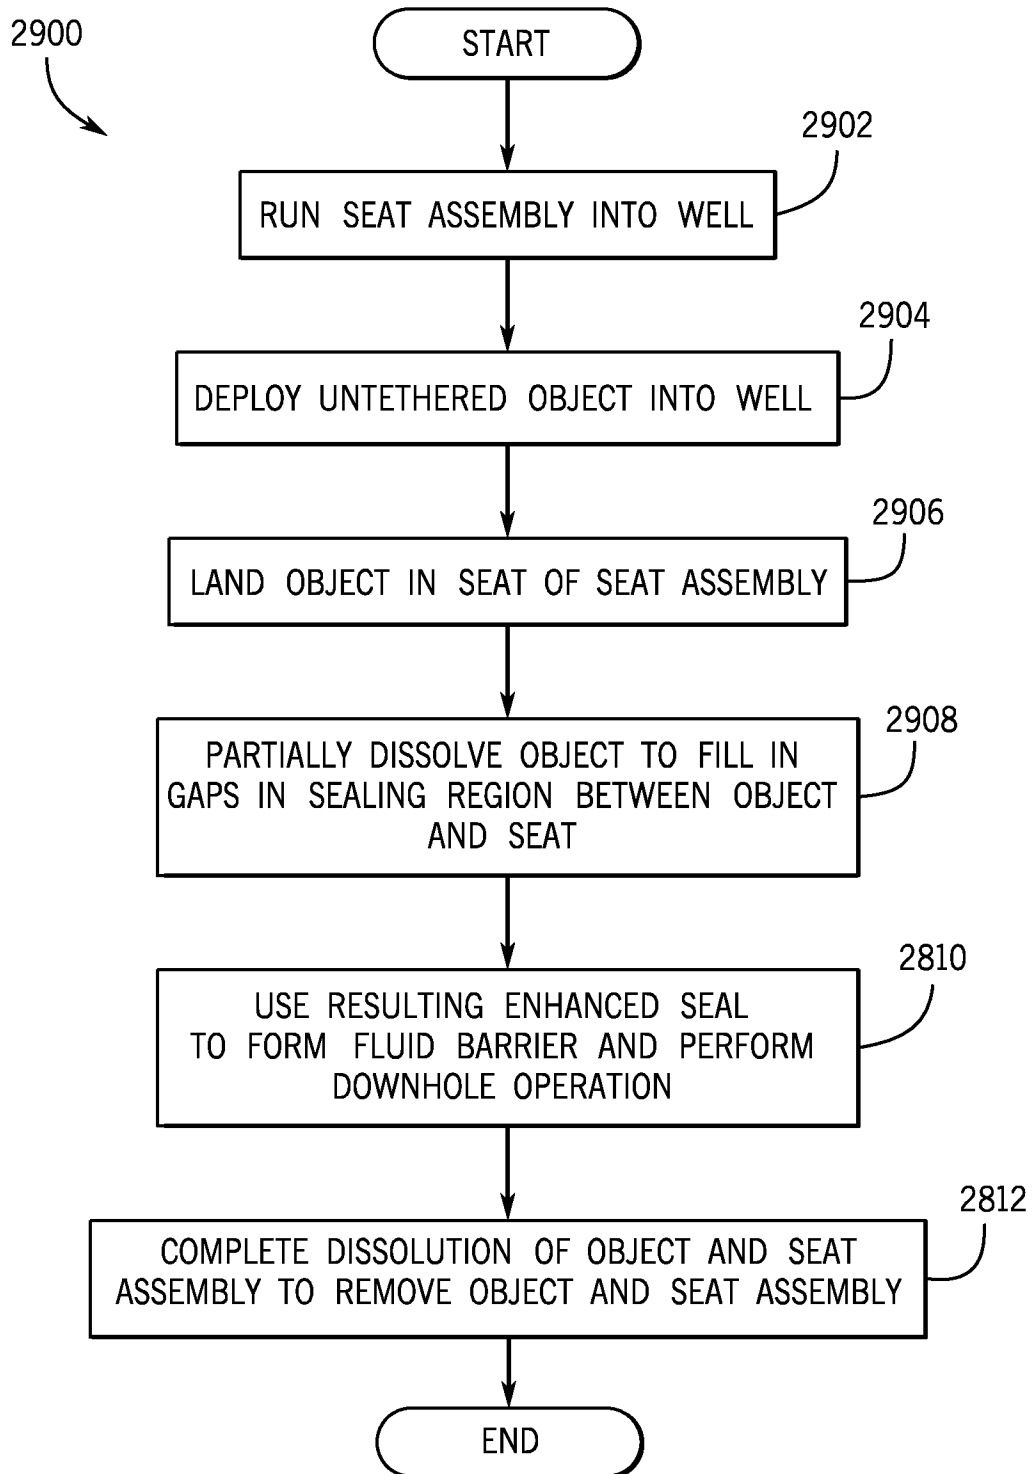 2900
START
2902
RUN SEAT ASSEMBLY INTO WELL
2904
DEPLOY UNTETHERED OBJECT INTO WELL
2906
LAND OBJECT IN SEAT OF SEAT ASSEMBLY
2908
PARTIALLY DISSOLVE OBJECT TO FILL IN
GAPS IN SEALING REGION BETWEEN OBJECT
AND SEAT
2810
USE RESULTING ENHANCED SEAL
TO FORM FLUID BARRIER AND PERFORM
DOWNHOLE OPERATION
2812
COMPLETE DISSOLUTION OF OBJECT AND SEAT
ASSEMBLY TO REMOVE OBJECT AND SEAT ASSEMBLY
END